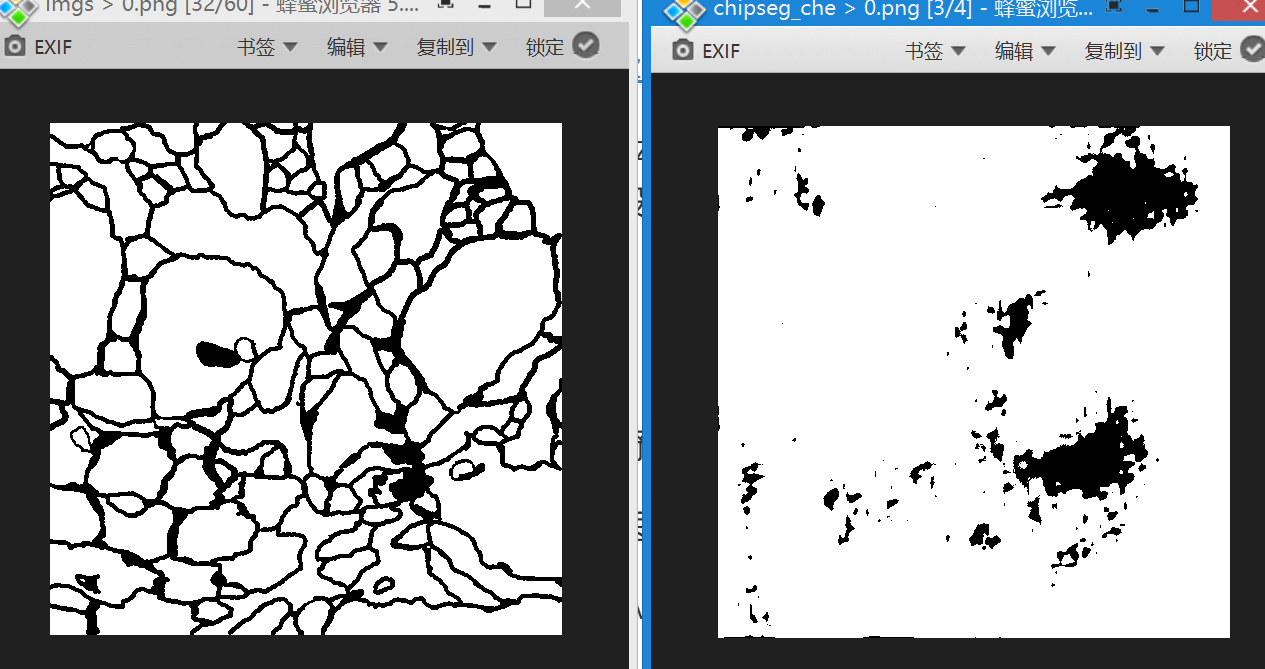 imgs > 0.png [32/60] - 蜂蜜浏览器 5....
EXIF 书签 编辑 复制到 锁定
chipseg_che > 0.png [3/4] - 蜂蜜浏览...
EXIF 书签 编辑 复制到 锁定